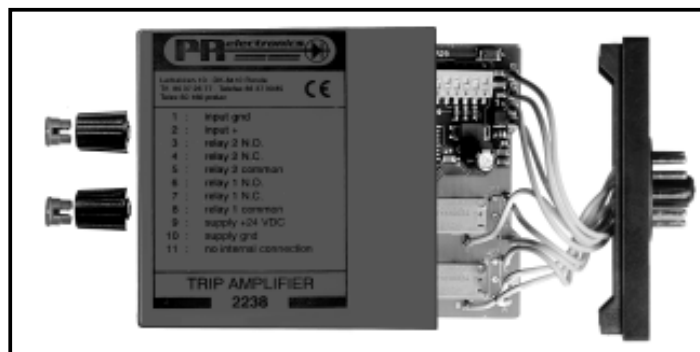 PR electronics
CE
1 : input gnd
2 : input +
3 : relay 2 N.O.
4 : relay 2 N.C.
5 : relay 2 common
6 : relay 1 N.O.
7 : relay 1 N.C.
8 : relay 1 common
9 : supply +24 VDC
10 : supply gnd
11 : no internal connection
TRIP AMPLIFIER
2238